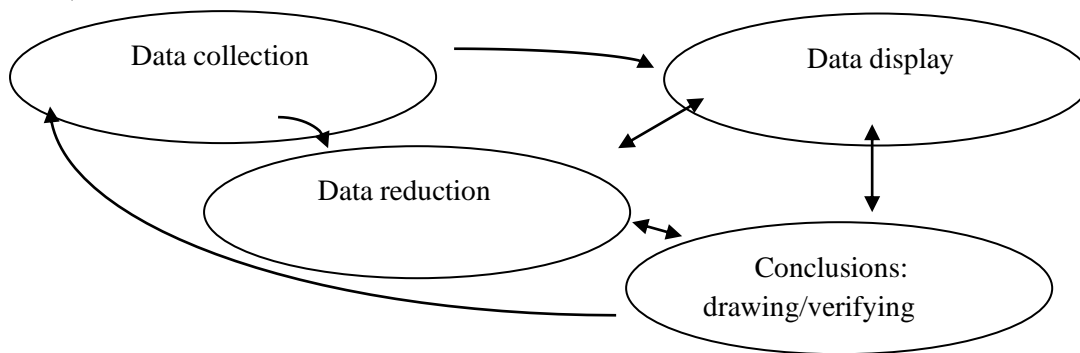 Data collection
Data display
Data reduction
Conclusions:
drawing/verifying